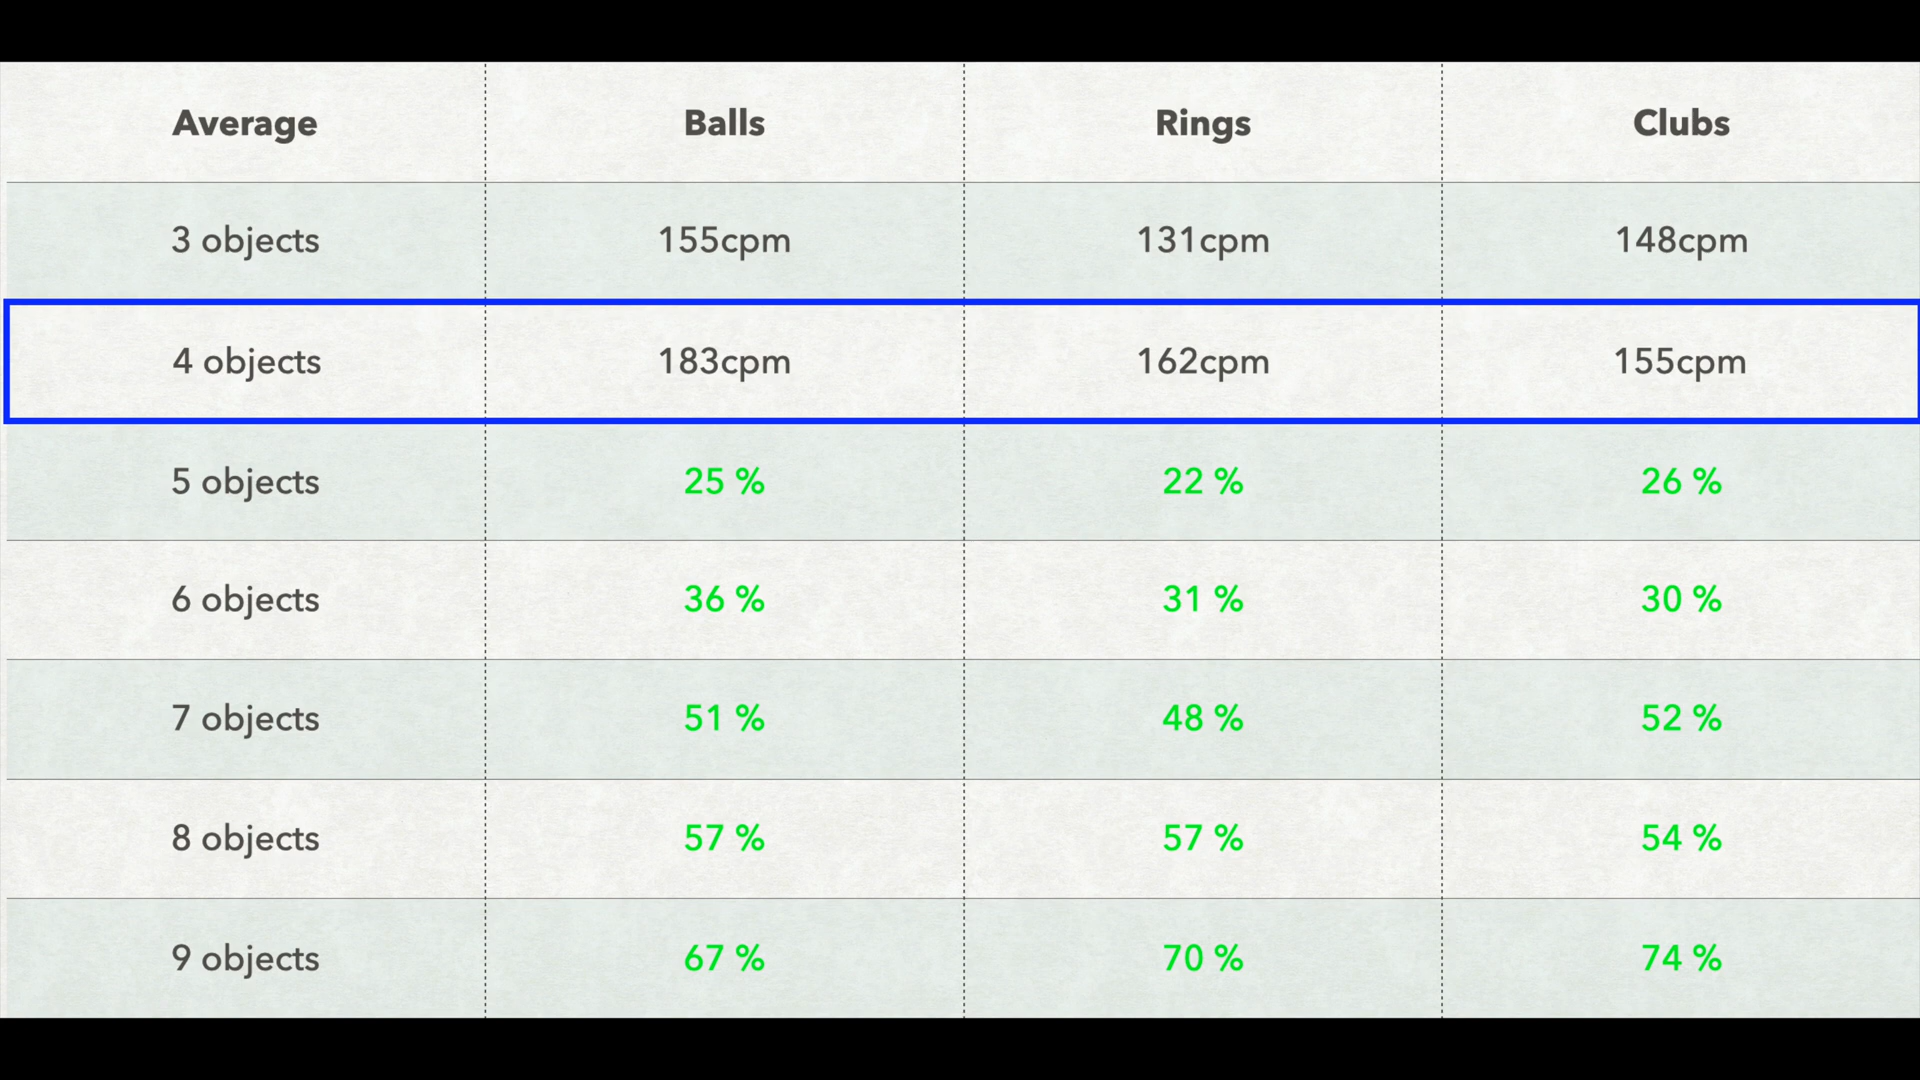 Average Balls Rings Clubs
3 objects 155cpm 131cpm 148cpm
4 objects 183cpm 162cpm 155cpm
5 objects 25 % 22 % 26 %
6 objects 36 % 31 % 30 %
7 objects 51 % 48 % 52 %
8 objects 57 % 57 % 54 %
9 objects 67 % 70 % 74 %